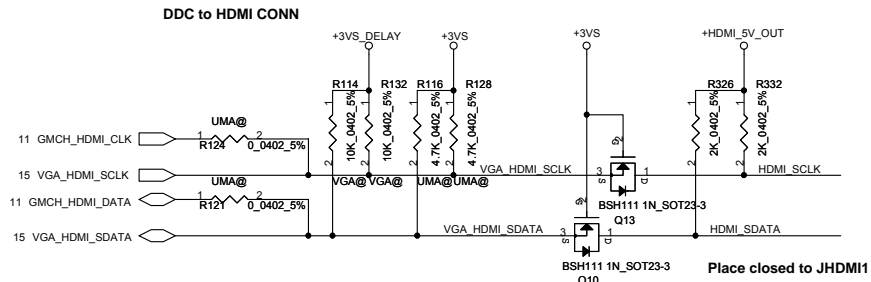 DDC to HDMI CONN
+3VS_DELAY
+3VS
+3VS
+HDMI_5V_OUT
R114
R132
R116
R128
R326
R332
1
1
1
1
1
1
10K_0402_5%
10K_0402_5%
4.7K_0402_5%
4.7K_0402_5%
2K_0402_5%
2K_0402_5%
2
2
2
2
2
2
UMA@
11 GMCH_HDMI_CLK
1
2
R124
0_0402_5%
G
2
15 VGA_HDMI_SCLK
VGA_HDMI_SCLK
3
S
1
D
HDMI_SCLK
UMA@
VGA@
VGA@
UMA@
UMA@
11 GMCH_HDMI_DATA
1
2
R121
0_0402_5%
BSH111 1N_SOT23-3
Q13
G
2
15 VGA_HDMI_SDATA
VGA_HDMI_SDATA
3
S
1
D
HDMI_SDATA
BSH111 1N_SOT23-3
Q10
Place closed to JHDMI1